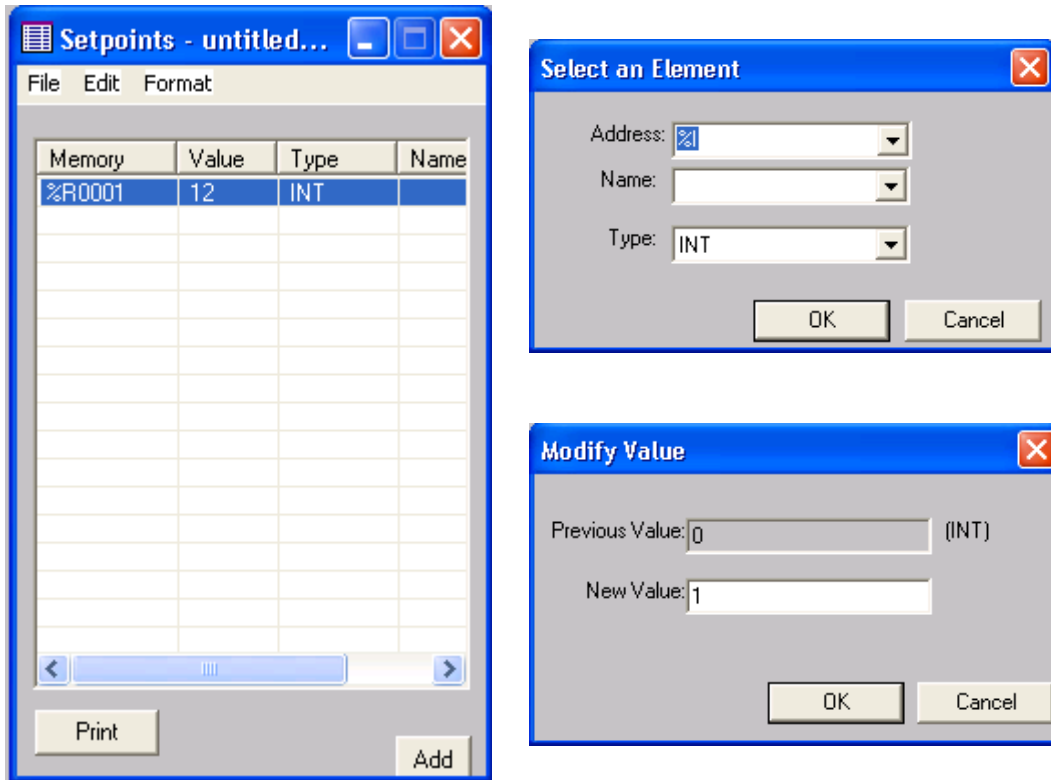 Setpoints - untitled...
File Edit Format
Memory Value Type Name
%R0001 12 INT
Print
Add
Select an Element
Address: %I
Name:
Type: INT
OK Cancel
Modify Value
Previous Value: 0 (INT)
New Value: 1
OK Cancel